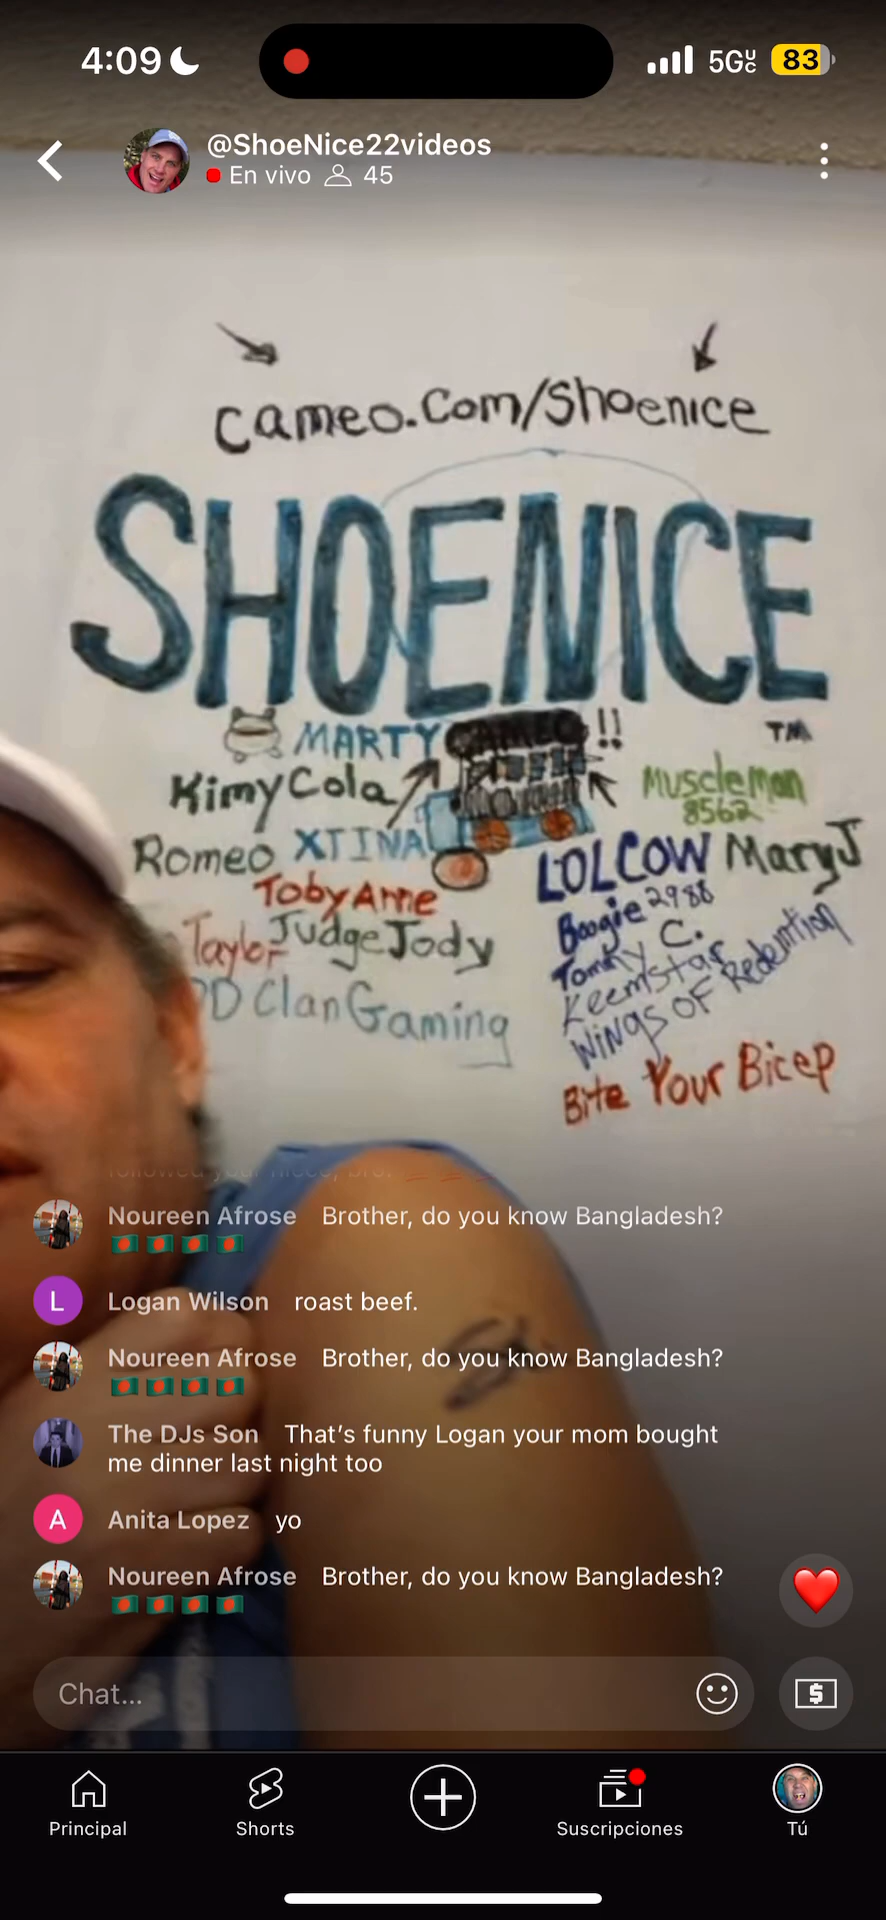 4:09
5GUC
83
@ShoeNice22videos
En vivo 45
cameo.Com/Shoenice
SHOENICE
TM
MARTY CAMEO !!
KimyCola
Muscleman
8562
Romeo XTINA
LOLCOW MaryJ
TobyAnne
Boogie2988
Taylor JudgeJody
Tommy C.
Keemstar
D ClanGaming
Wings OF Redemtion
Bite Your Bicep
Noureen Afrose Brother, do you know Bangladesh?
🇧🇩 🇧🇩 🇧🇩 🇧🇩
L
Logan Wilson roast beef.
Noureen Afrose Brother, do you know Bangladesh?
🇧🇩 🇧🇩 🇧🇩 🇧🇩
The DJs Son That's funny Logan your mom bought
me dinner last night too
A
Anita Lopez yo
Noureen Afrose Brother, do you know Bangladesh?
🇧🇩 🇧🇩 🇧🇩 🇧🇩
Chat...
$
Principal
Shorts
Suscripciones
Tú